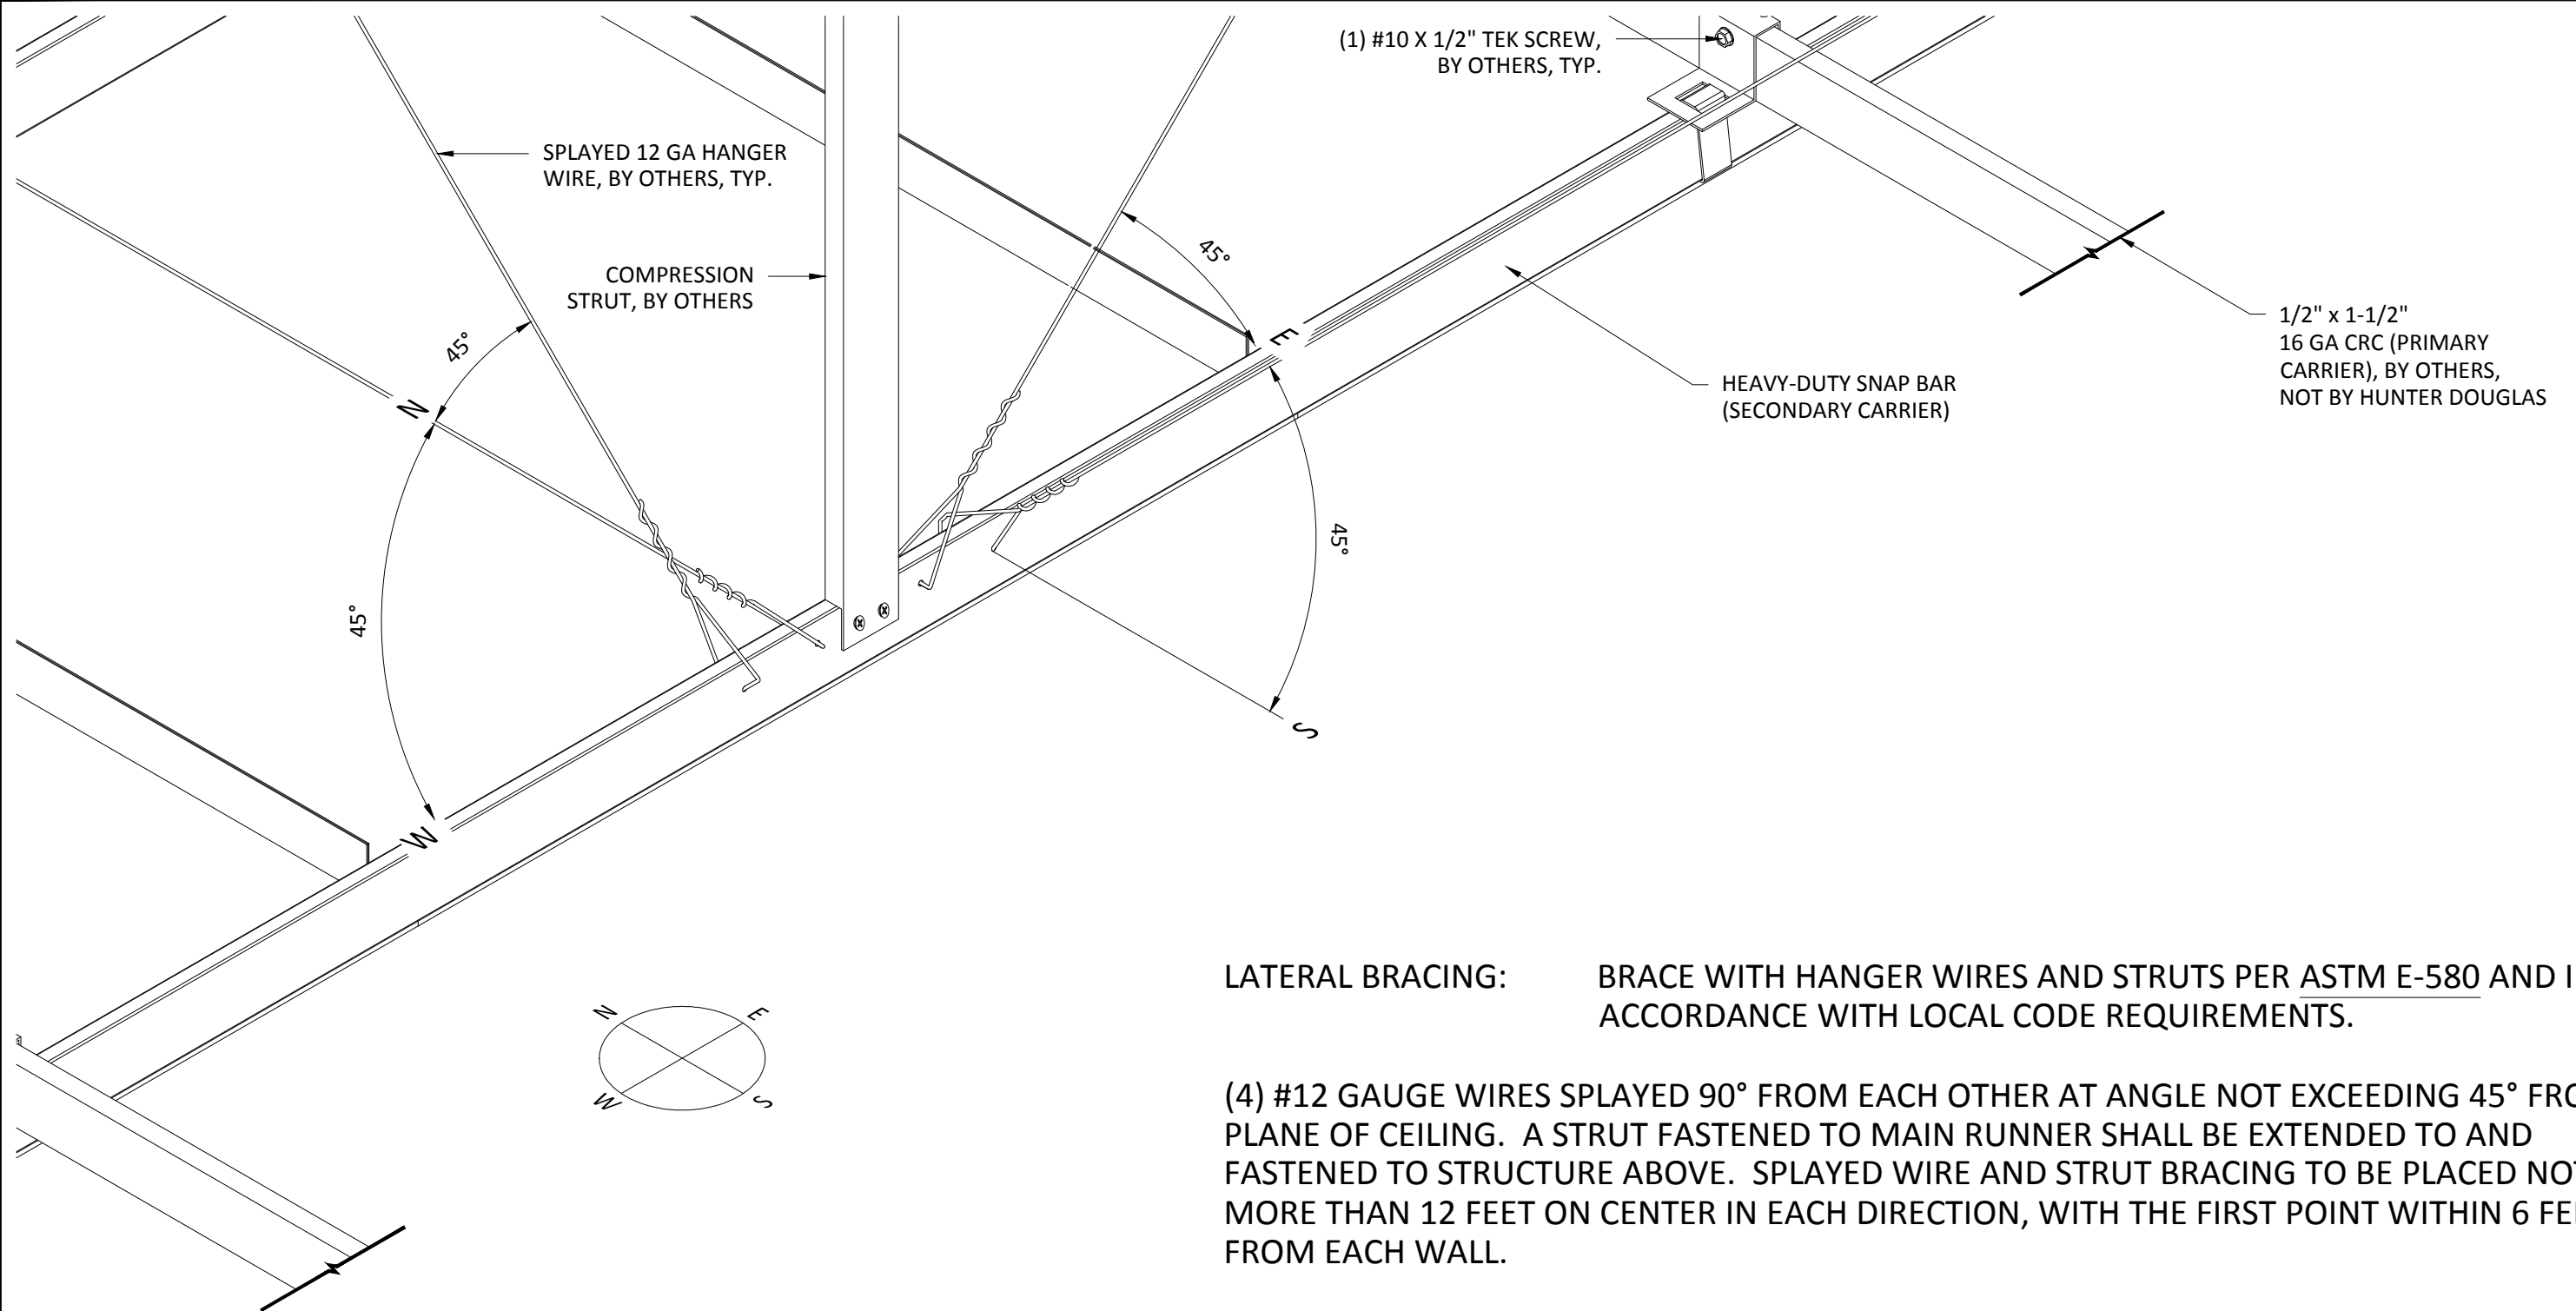 (1) #10 X 1/2" TEK SCREW,
BY OTHERS, TYP.
SPLAYED 12 GA HANGER
WIRE, BY OTHERS, TYP.
COMPRESSION
STRUT, BY OTHERS
45°
45°
1/2" x 1-1/2"
16 GA CRC (PRIMARY
CARRIER), BY OTHERS,
NOT BY HUNTER DOUGLAS
HEAVY-DUTY SNAP BAR
(SECONDARY CARRIER)
N
E
45°
45°
S
W
N
E
W
S
LATERAL BRACING: BRACE WITH HANGER WIRES AND STRUTS PER ASTM E-580 AND I
ACCORDANCE WITH LOCAL CODE REQUIREMENTS.
(4) #12 GAUGE WIRES SPLAYED 90° FROM EACH OTHER AT ANGLE NOT EXCEEDING 45° FRO
PLANE OF CEILING. A STRUT FASTENED TO MAIN RUNNER SHALL BE EXTENDED TO AND
FASTENED TO STRUCTURE ABOVE. SPLAYED WIRE AND STRUT BRACING TO BE PLACED NOT
MORE THAN 12 FEET ON CENTER IN EACH DIRECTION, WITH THE FIRST POINT WITHIN 6 FEE
FROM EACH WALL.